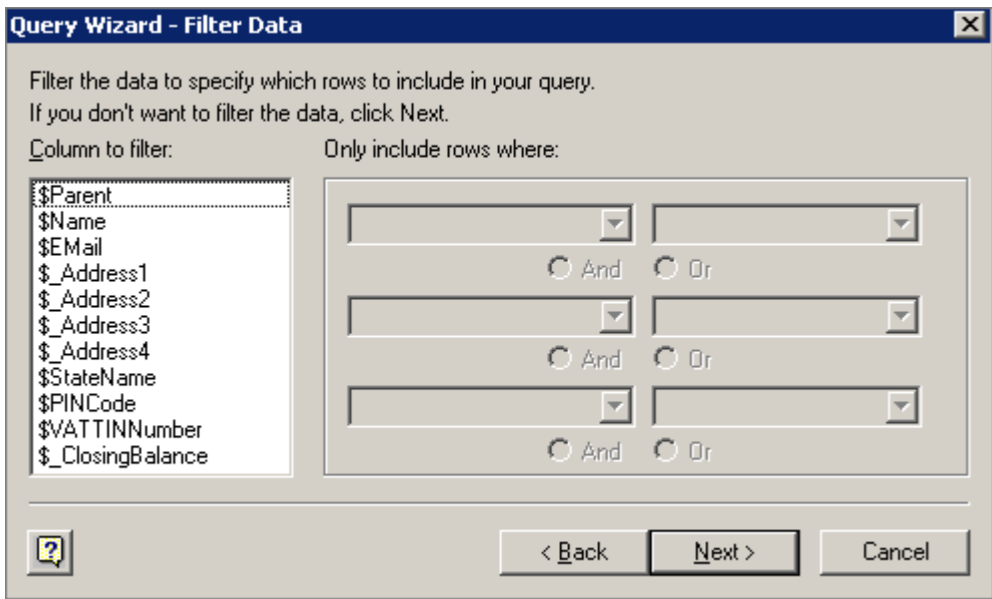 Query Wizard - Filter Data
Filter the data to specify which rows to include in your query.
If you don't want to filter the data, click Next.
Column to filter:
Only include rows where:
$Parent
$Name
$EMail
$_Address1
$_Address2
$_Address3
$_Address4
$StateName
$PINCode
$VATTINNumber
$_ClosingBalance
And Or
And Or
And Or
< Back Next > Cancel